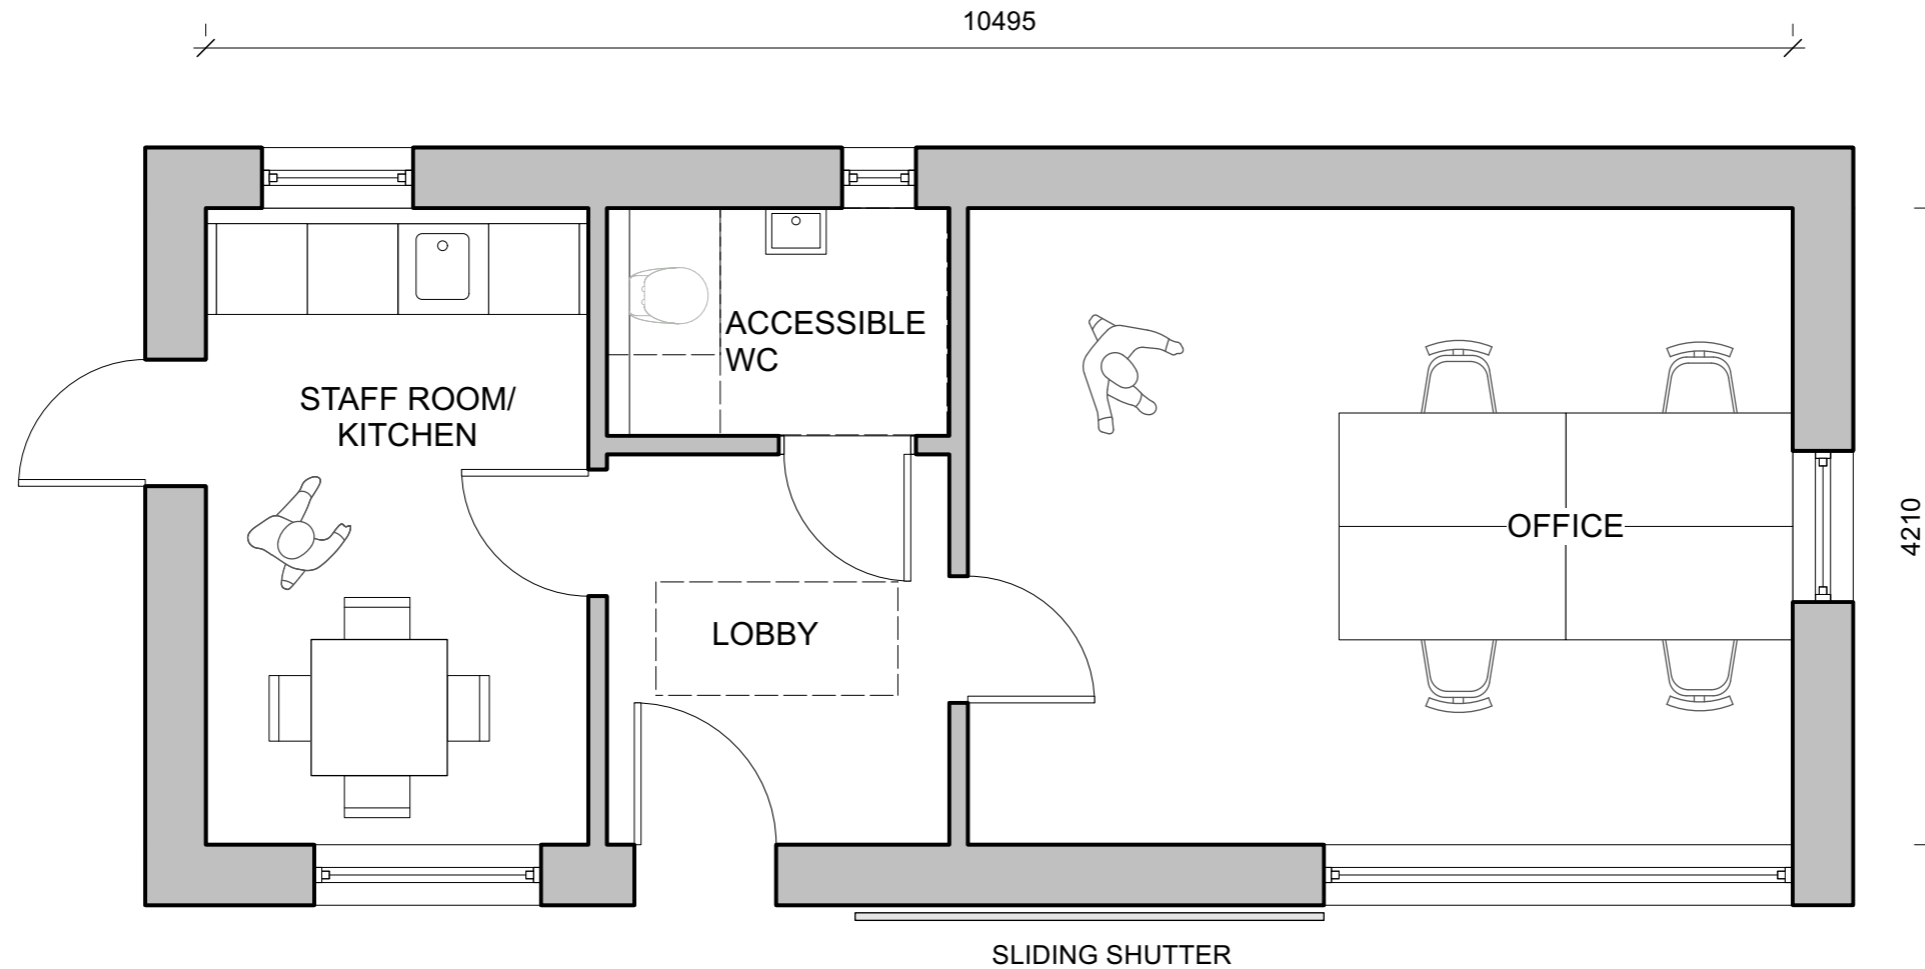 10495
ACCESSIBLE
WC
STAFF ROOM/
KITCHEN
OFFICE
4210
LOBBY
SLIDING SHUTTER